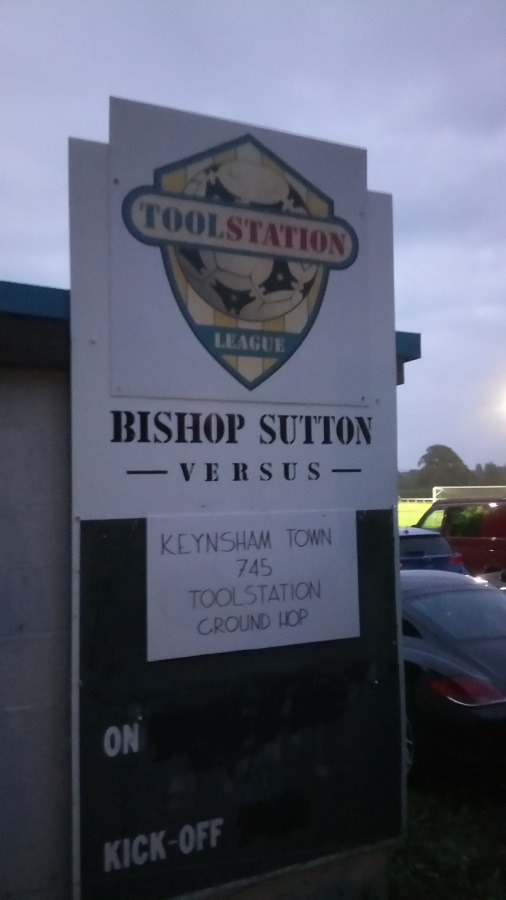 TOOLSTATION
LEAGUE
BISHOP SUTTON
— VERSUS —
KEYNSHAM TOWN
745
TOOLSTATION
GROUND HOP
ON
KICK-OFF